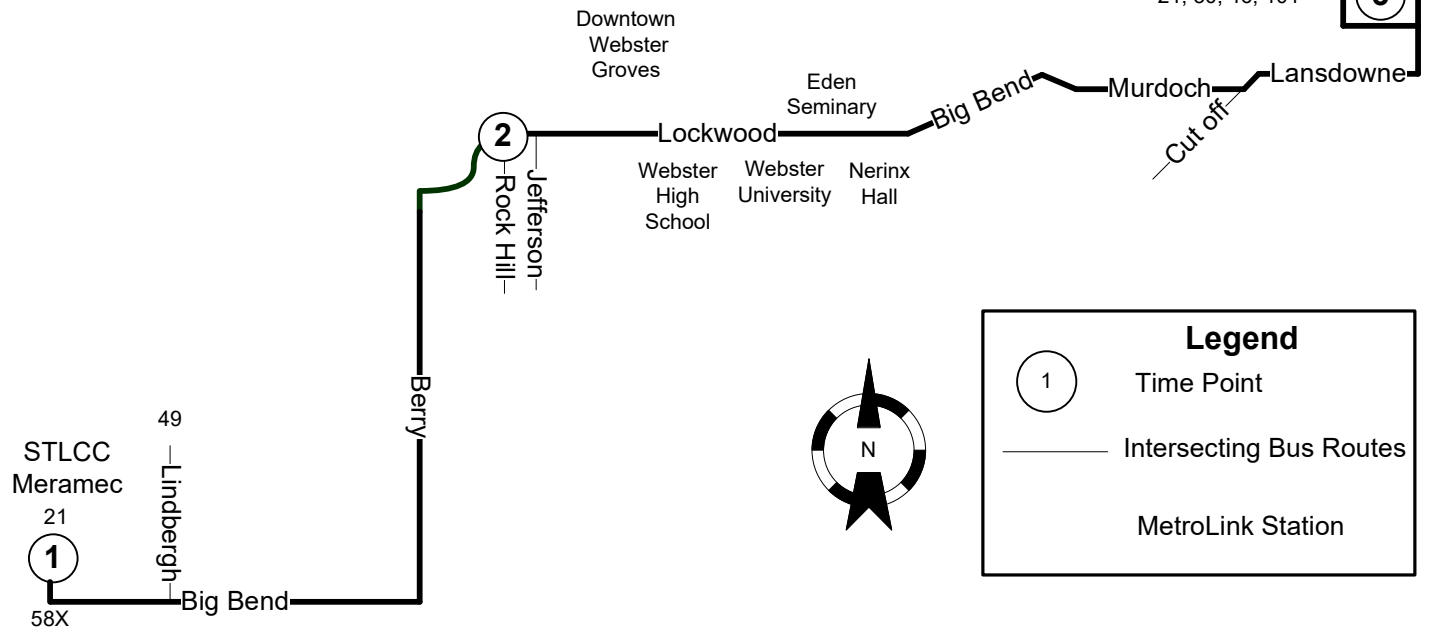 Downtown
Webster
Groves
Eden
Seminary
Big Bend
Murdoch
Lansdowne
Cut off
2
Lockwood
Rock Hill
Jefferson
Webster
High
School
Webster
University
Nerinx
Hall
Berry
49
Lindbergh
STLCC
Meramec
21
1
58X
Big Bend
N
Legend
1
Time Point
Intersecting Bus Routes
MetroLink Station